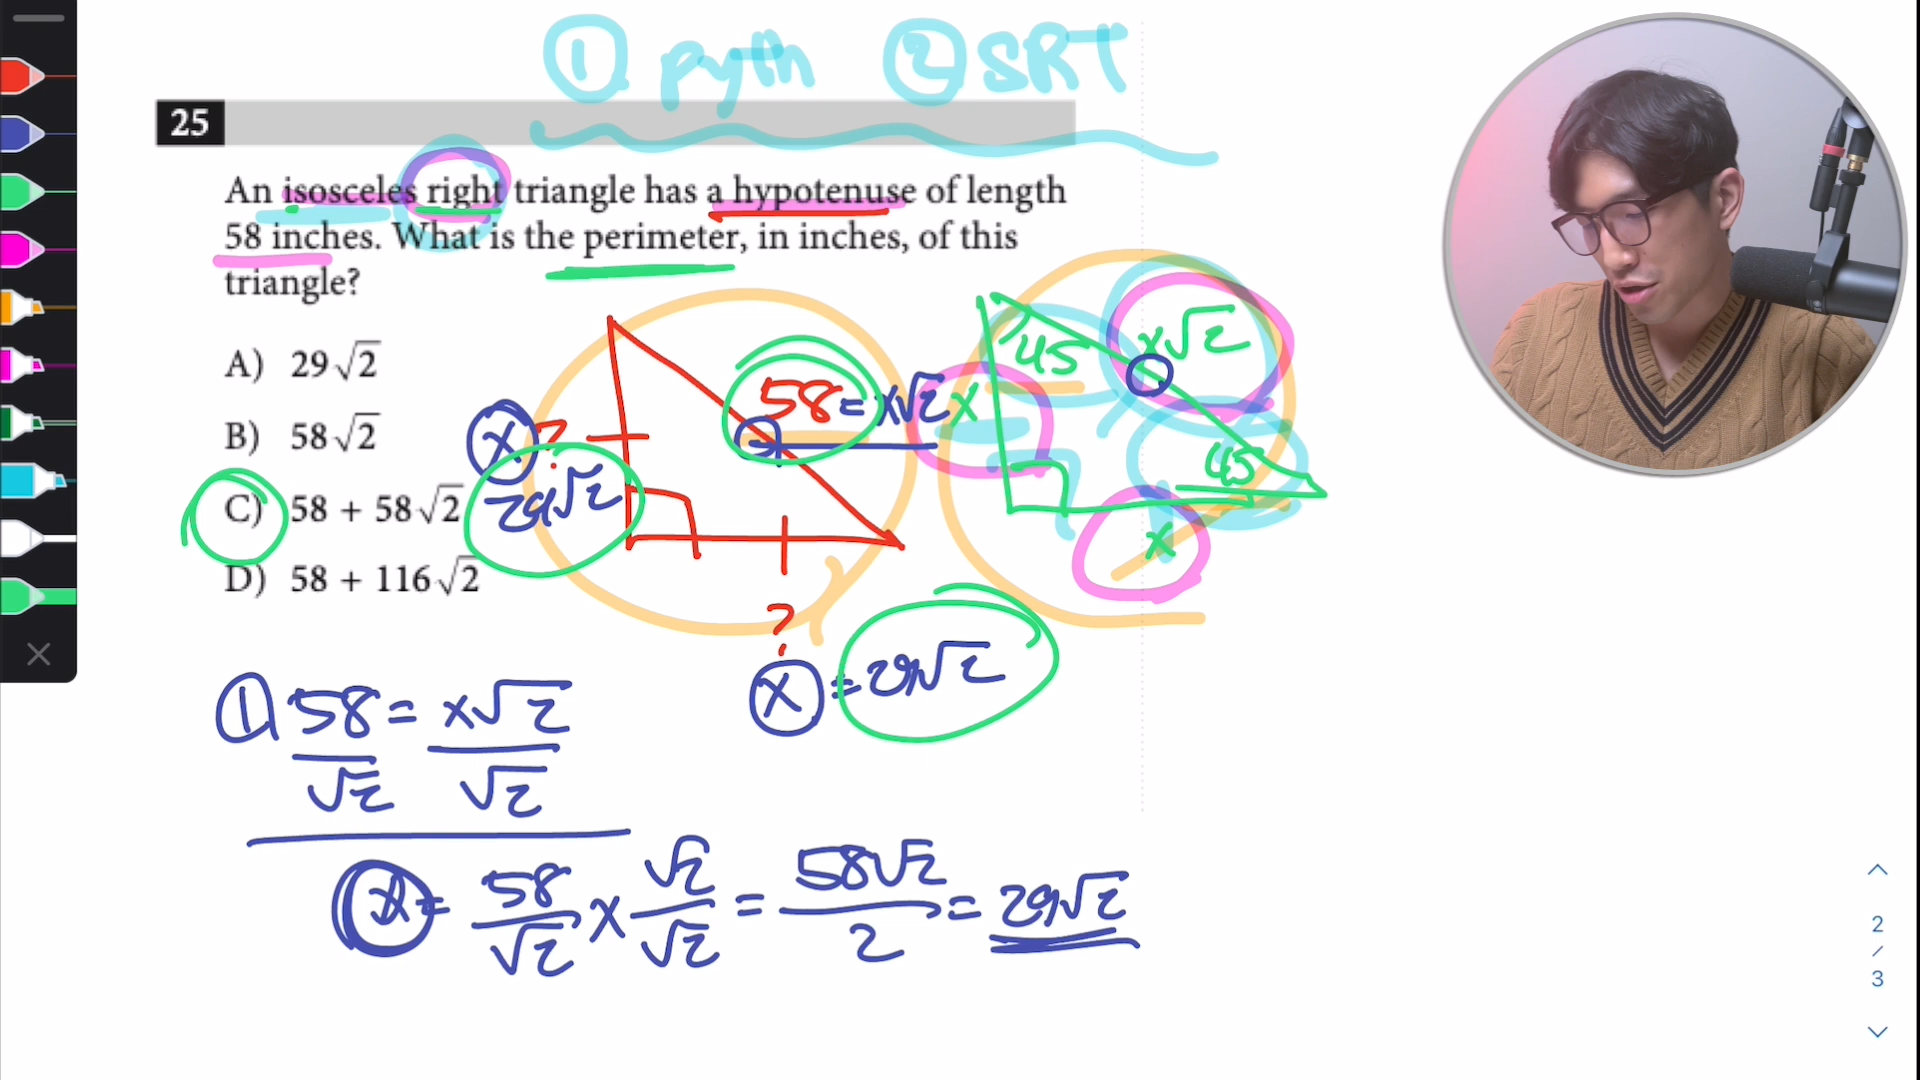 ① pyth ② SRT
25
An isosceles right triangle has a hypotenuse of length
58 inches. What is the perimeter, in inches, of this
triangle?
A) 29√2
B) 58√2
C) 58 + 58√2
D) 58 + 116√2
x ?
29√2
58 = x√2
?
x = 29√2
45
x√2
x
45
x
① 58 = x√2
√2 √2
x = 58/√2 × √2/√2 = 58√2/2 = 29√2
2
/
3